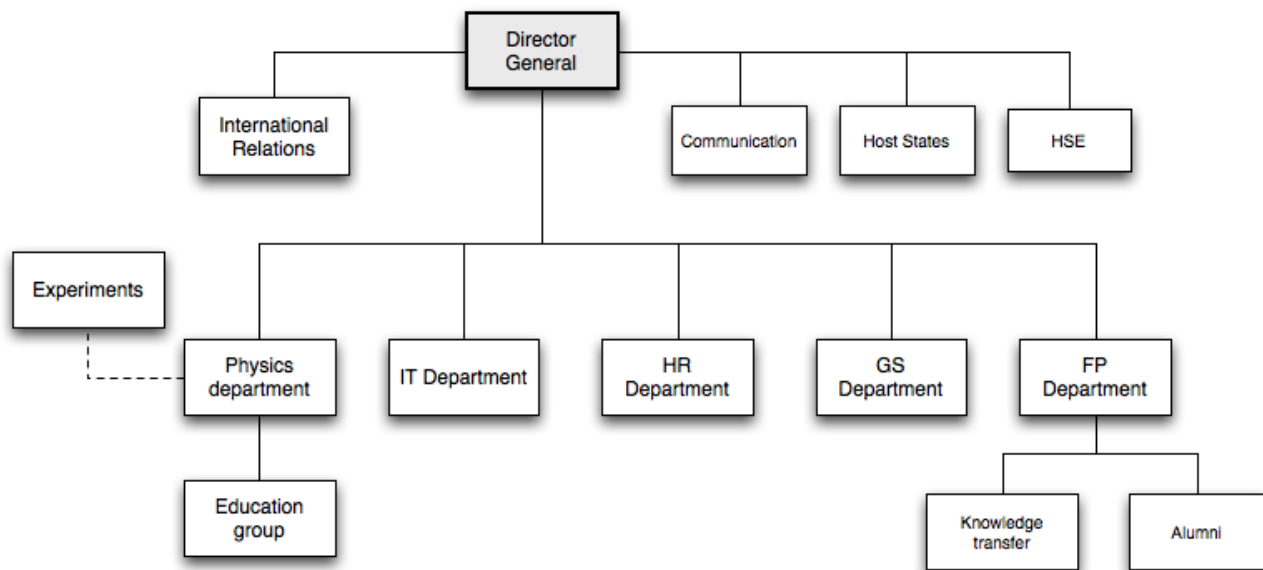 Director
General
International
Relations
Communication
Host States
HSE
Experiments
Physics
department
IT Department
HR
Department
GS
Department
FP
Department
Education
group
Knowledge
transfer
Alumni